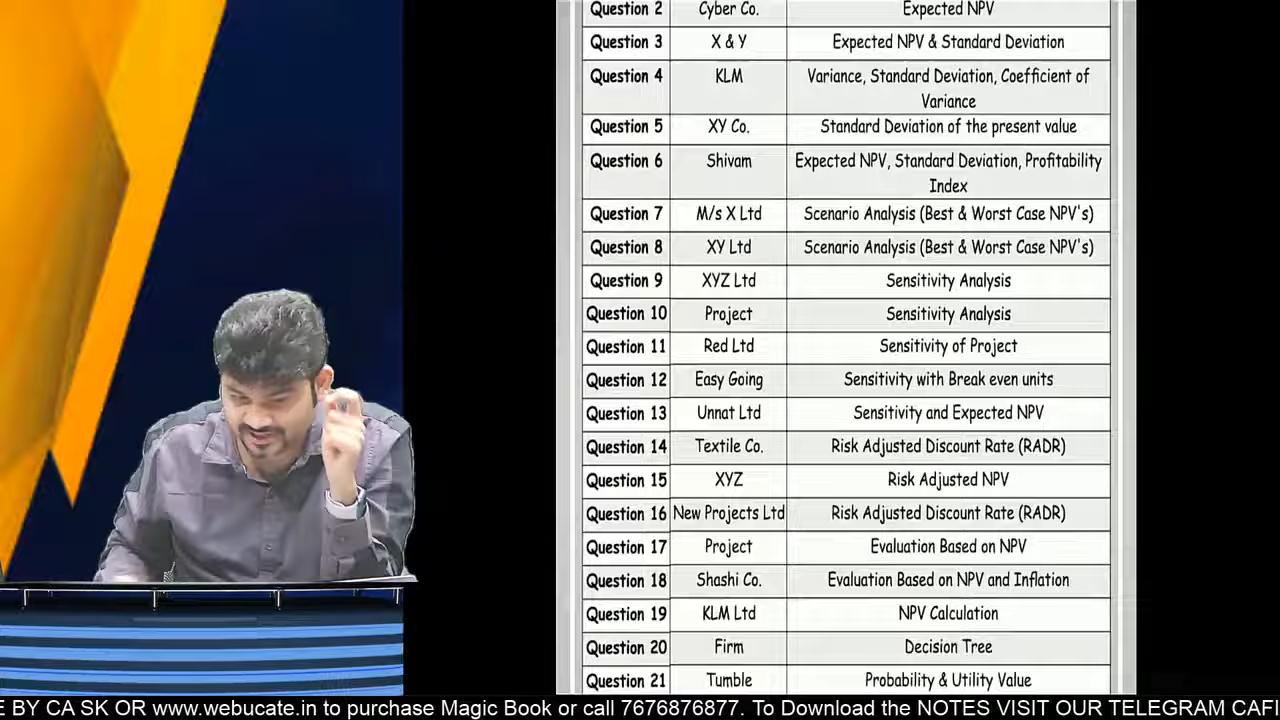 Question 2 Cyber Co. Expected NPV
Question 3 X & Y Expected NPV & Standard Deviation
Question 4 KLM Variance, Standard Deviation, Coefficient of
Variance
Question 5 XY Co. Standard Deviation of the present value
Question 6 Shivam Expected NPV, Standard Deviation, Profitability
Index
Question 7 M/s X Ltd Scenario Analysis (Best & Worst Case NPV's)
Question 8 XY Ltd Scenario Analysis (Best & Worst Case NPV's)
Question 9 XYZ Ltd Sensitivity Analysis
Question 10 Project Sensitivity Analysis
Question 11 Red Ltd Sensitivity of Project
Question 12 Easy Going Sensitivity with Break even units
Question 13 Unnat Ltd Sensitivity and Expected NPV
Question 14 Textile Co. Risk Adjusted Discount Rate (RADR)
Question 15 XYZ Risk Adjusted NPV
Question 16 New Projects Ltd Risk Adjusted Discount Rate (RADR)
Question 17 Project Evaluation Based on NPV
Question 18 Shashi Co. Evaluation Based on NPV and Inflation
Question 19 KLM Ltd NPV Calculation
Question 20 Firm Decision Tree
Question 21 Tumble Probability & Utility Value
E BY CA SK OR www.webucate.in to purchase Magic Book or call 7676876877. To Download the NOTES VISIT OUR TELEGRAM CAFI